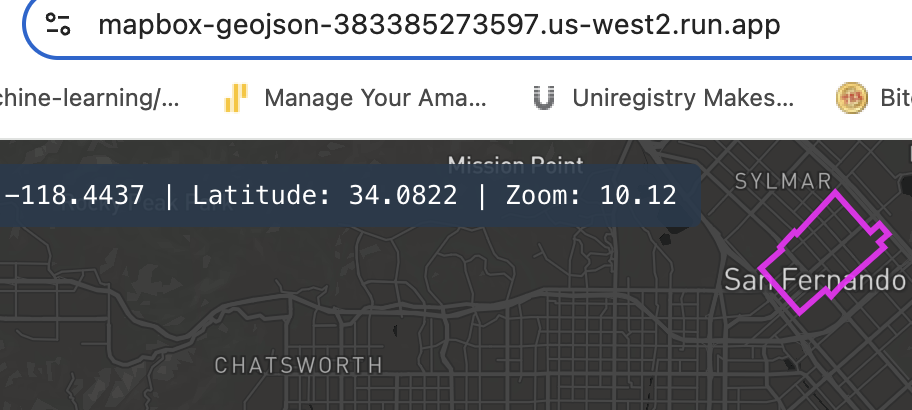 mapbox-geojson-383385273597.us-west2.run.app
chine-learning/... Manage Your Ama... Uniregistry Makes... Bit
Mission Point
-118.4437 | Latitude: 34.0822 | Zoom: 10.12
SYLMAR
San Fernando
CHATSWORTH